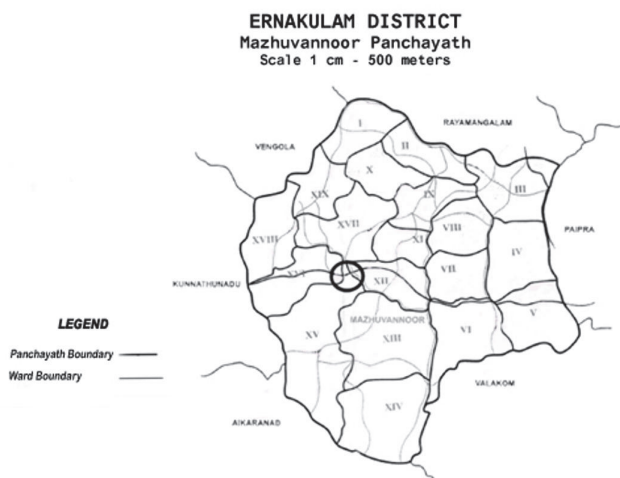 ERNAKULAM DISTRICT
Mazhuvannoor Panchayath
Scale 1 cm - 500 meters
I
RAYAMANGALAM
VENGOLA
II
X
III
XIX
IX
XVII
VIII
PAIPRA
XVIII
XI
IV
XVI
VII
XII
KUNNATHUNADU
MAZHUVANNOOR
V
LEGEND
XV
VI
XIII
Panchayath Boundary
Ward Boundary
VALAKOM
XIV
AIKARANAD